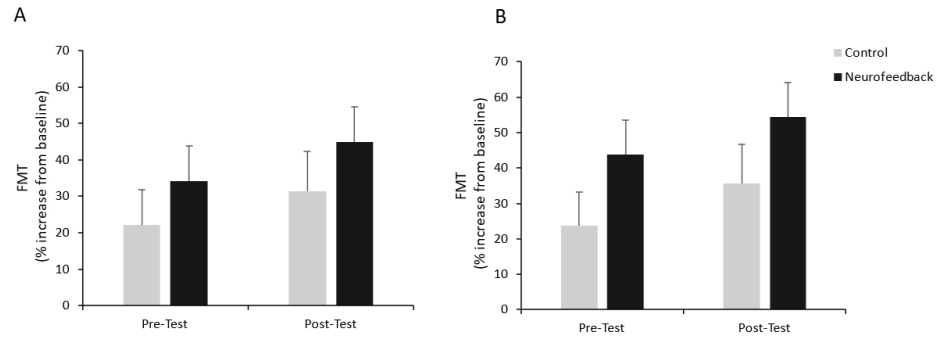 A
FMT
(% increase from baseline)
70
60
50
40
30
20
10
0
Pre-Test Post-Test
B
Control
Neurofeedback
FMT
(% increase from baseline)
70
60
50
40
30
20
10
0
Pre-Test Post-Test